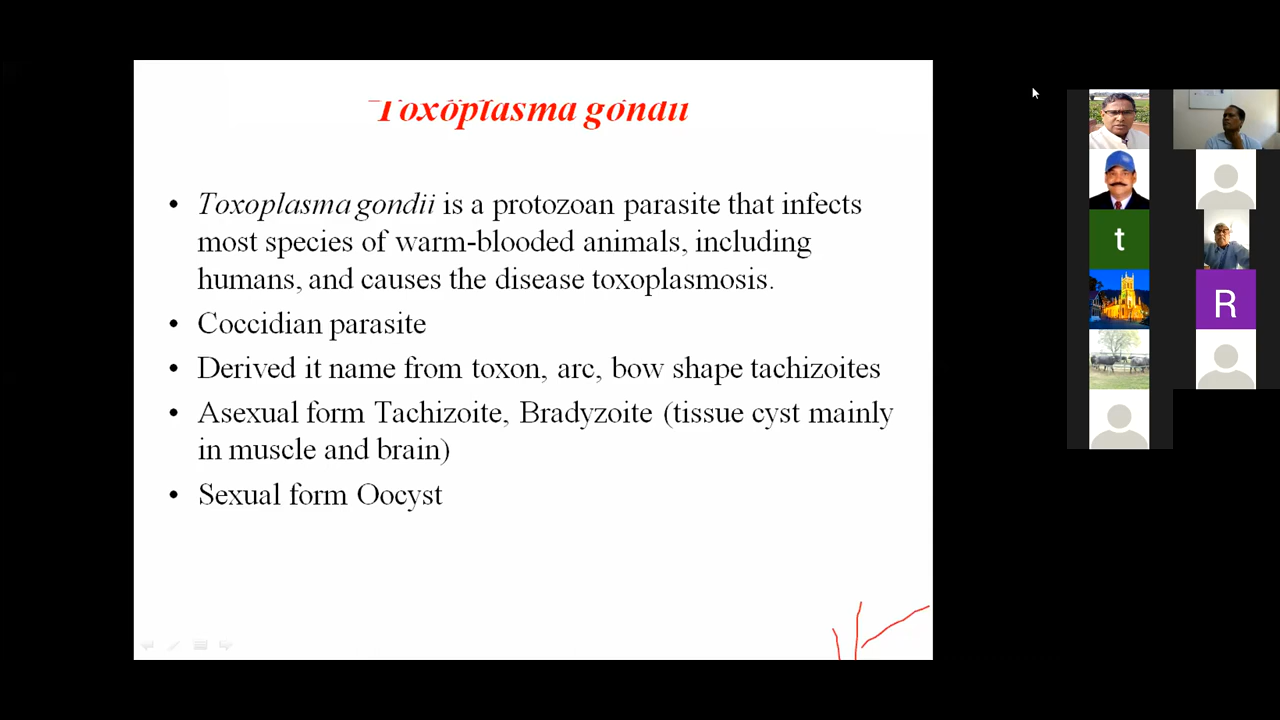 Toxoplasma gondii
• Toxoplasma gondii is a protozoan parasite that infects
most species of warm-blooded animals, including
humans, and causes the disease toxoplasmosis.
• Coccidian parasite
• Derived it name from toxon, arc, bow shape tachizoites
• Asexual form Tachizoite, Bradyzoite (tissue cyst mainly
in muscle and brain)
• Sexual form Oocyst
t
R